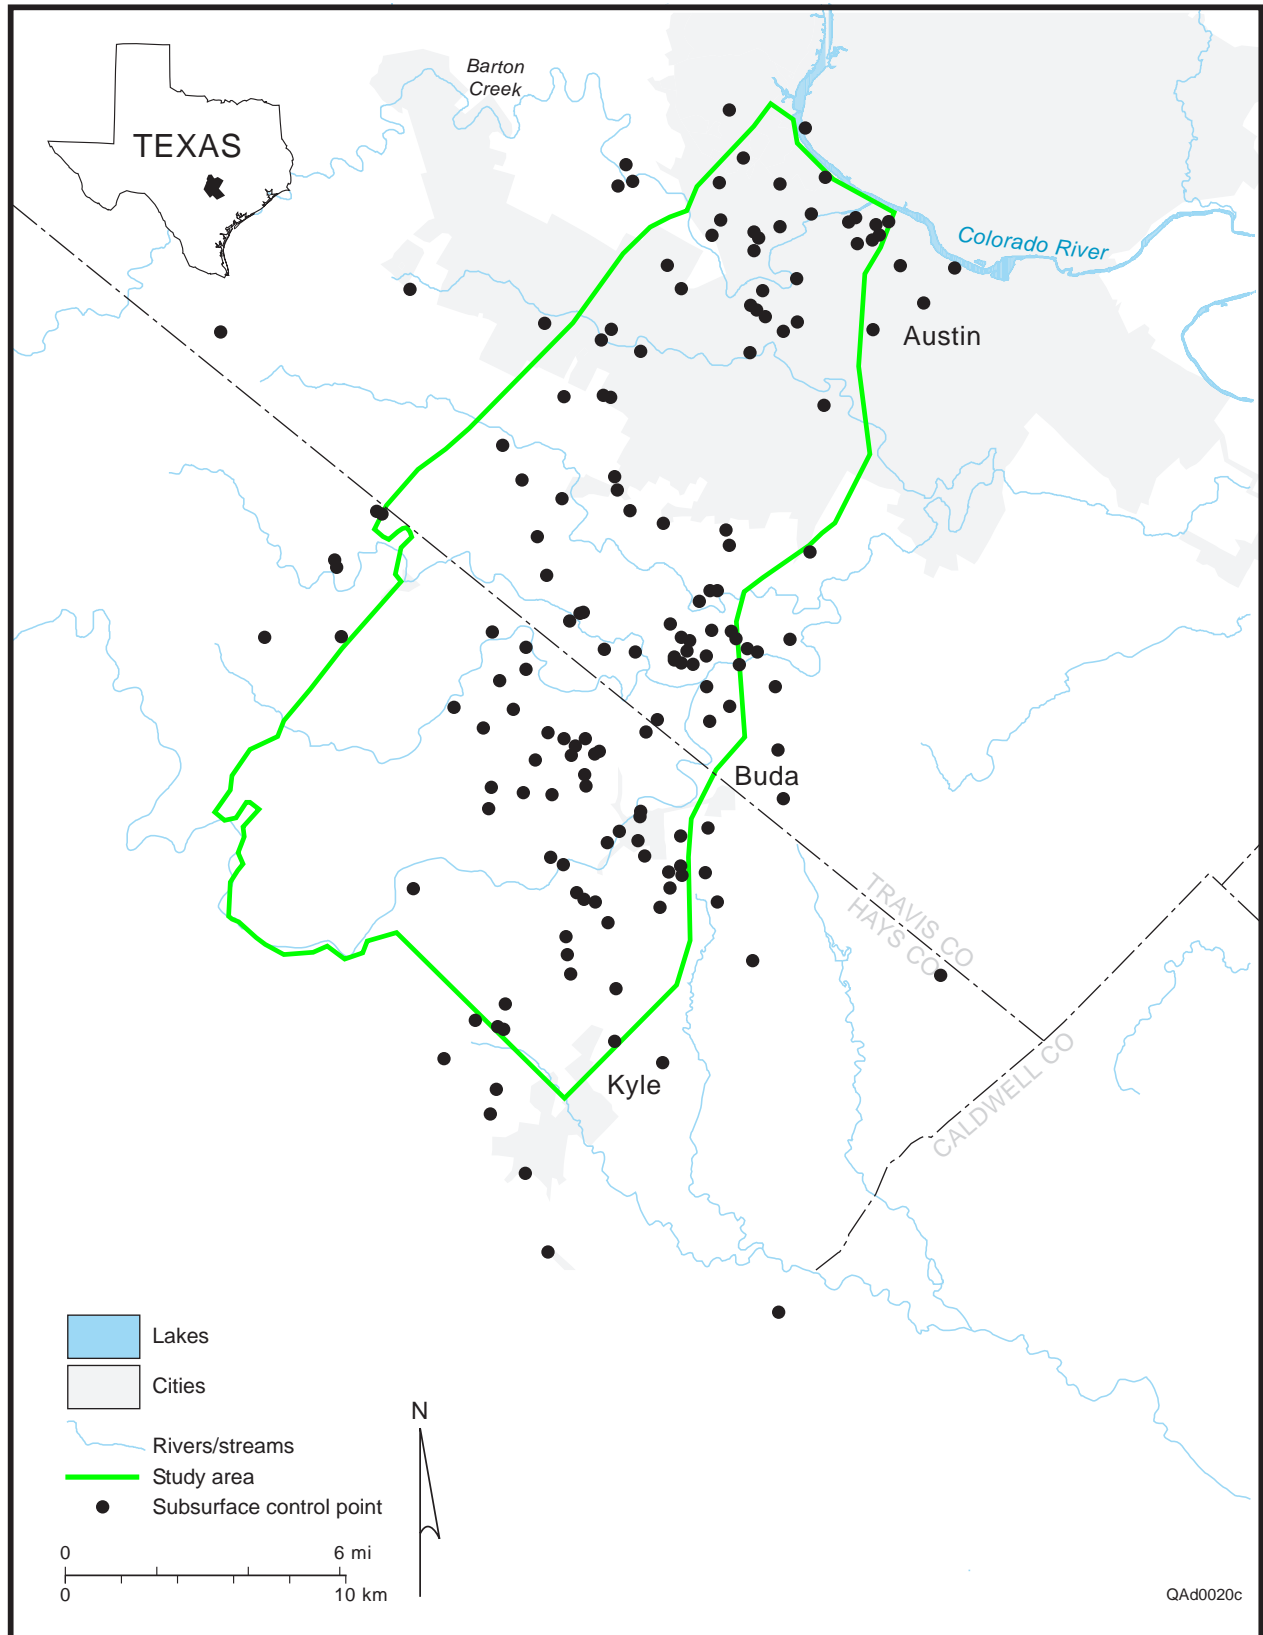 Barton
Creek
TEXAS
Colorado River
Austin
Buda
TRAVIS CO
HAYS CO
CALDWELL CO
Kyle
Lakes
Cities
Rivers/streams
Study area
Subsurface control point
N
0 6 mi
0 10 km
QAd0020c